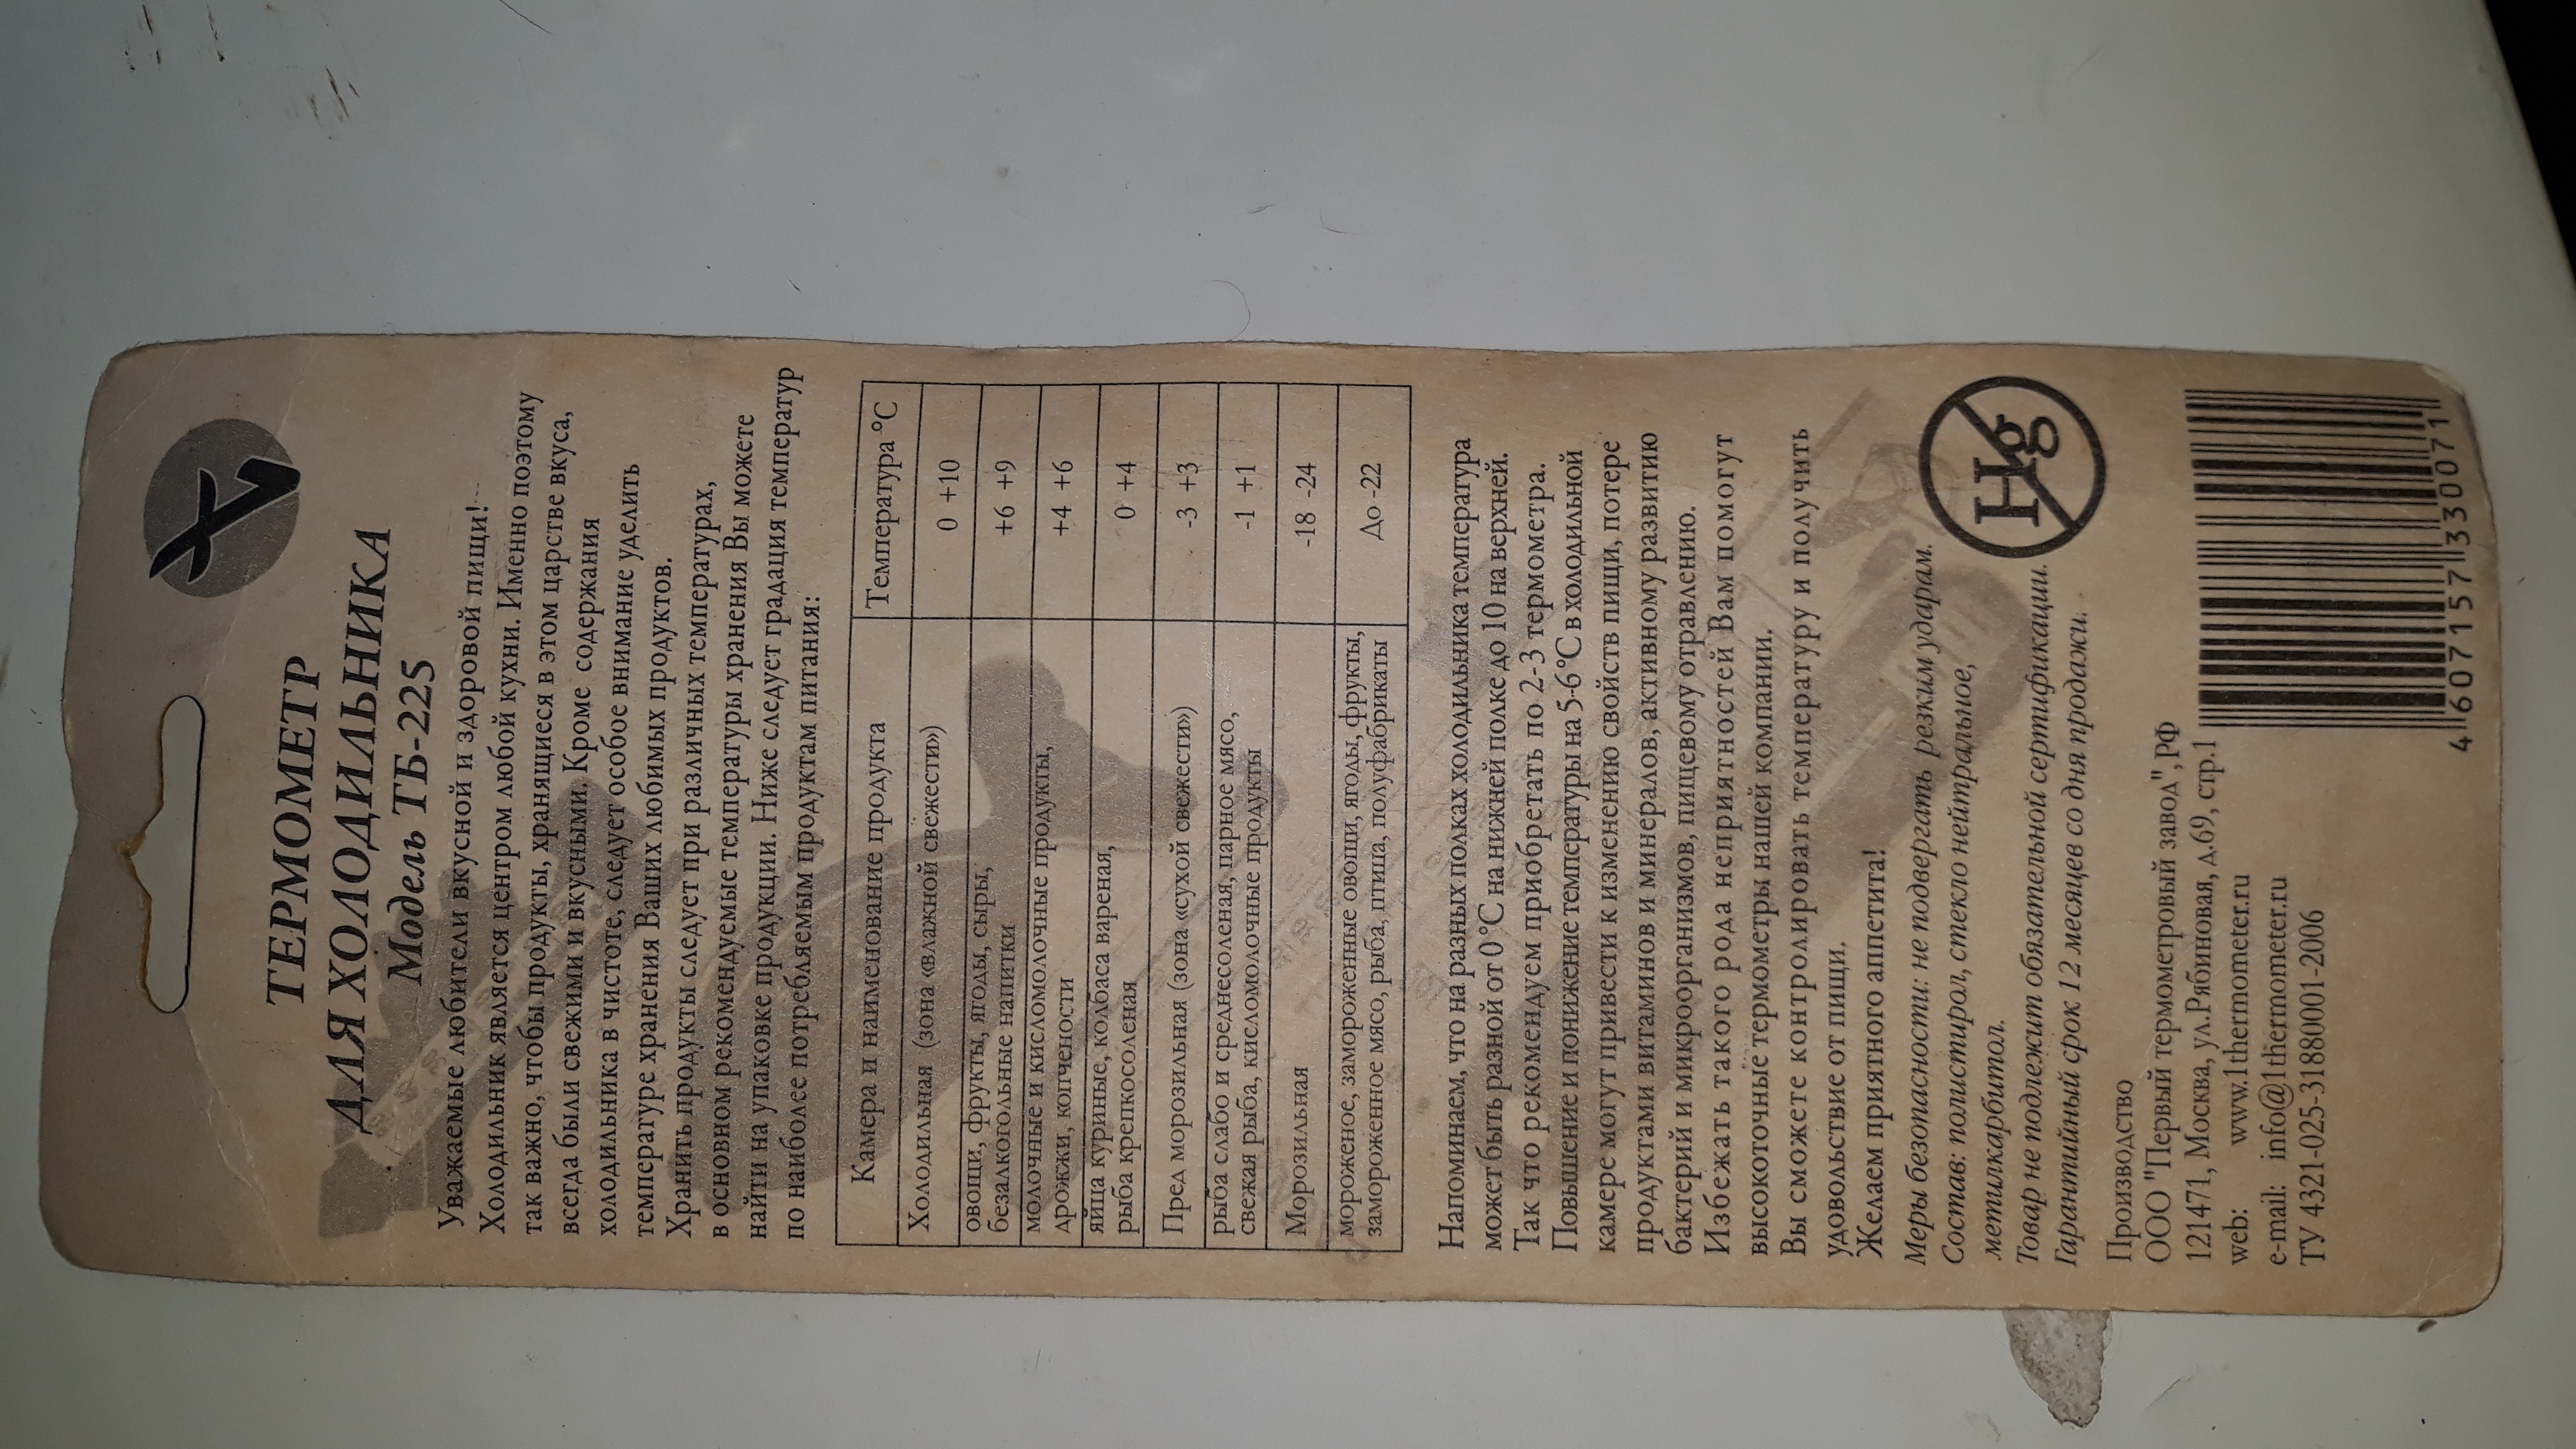 ТЕРМОМЕТР
ДЛЯ ХОЛОДИЛЬНИКА
Модель ТБ-225
Уважаемые любители вкусной и здоровой пищи!
Холодильник является центром любой кухни. Именно поэтому
так важно, чтобы продукты, хранящиеся в этом царстве вкуса,
всегда были свежими и вкусными. Кроме содержания
холодильника в чистоте, следует особое внимание уделить
температуре хранения Ваших любимых продуктов.
Хранить продукты следует при различных температурах,
в основном рекомендуемые температуры хранения Вы можете
найти на упаковке продукции. Ниже следует градация температур
по наиболее потребляемым продуктам питания:
Камера и наименование продукта Температура °С
Холодильная (зона «влажной свежести») 0 +10
овощи, фрукты, ягоды, сыры,
безалкогольные напитки +6 +9
молочные и кисломолочные продукты,
дрожжи, копчености +4 +6
яйца куриные, колбаса вареная,
рыба крепкосоленая 0 +4
Пред морозильная (зона «сухой свежести») -3 +3
рыба слабо и среднесоленая, парное мясо,
свежая рыба, кисломолочные продукты -1 +1
Морозильная -18 -24
мороженое, замороженные овощи, ягоды, фрукты,
замороженное мясо, рыба, птица, полуфабрикаты До -22
Напоминаем, что на разных полках холодильника температура
может быть разной от 0°С на нижней полке до 10 на верхней.
Так что рекомендуем приобретать по 2-3 термометра.
Повышение и понижение температуры на 5-6°С в холодильной
камере могут привести к изменению свойств пищи, потере
продуктами витаминов и минералов, активному развитию
бактерий и микроорганизмов, пищевому отравлению.
Избежать такого рода неприятностей Вам помогут
высокоточные термометры нашей компании.
Вы сможете контролировать температуру и получить
удовольствие от пищи.
Желаем приятного аппетита!
Меры безопасности: не подвергать резким ударам.
Состав: полистирол, стекло нейтральное,
метилкарбитол.
Товар не подлежит обязательной сертификации.
Гарантийный срок 12 месяцев со дня продажи.
Hg
Производство
ООО "Первый термометровый завод",РФ
121471, Москва, ул.Рябиновая, д.69, стр.1
web: www.1thermometer.ru
e-mail: info@1thermometer.ru
ТУ 4321-025-31880001-2006
4 607157 330071